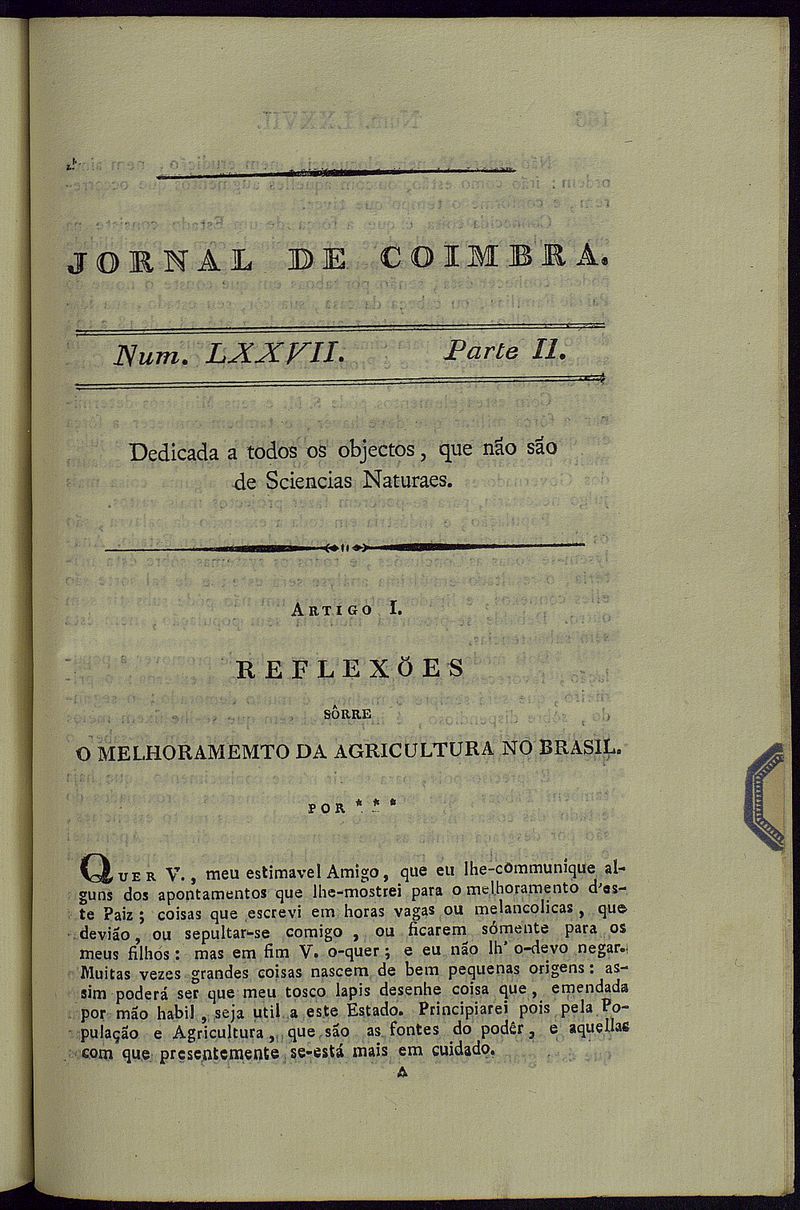 JORNAL DE COIMBRA.
Num. LXXVII. Parte II.
Dedicada a todos os objectos, que não são
de Sciencias Naturaes.
ARTIGO I.
REFLEXÕES
SÔRRE
O MELHORAMEMTO DA AGRICULTURA NO BRASIL.
POR ***
QUER V., meu estimavel Amigo, que eu lhe-communique al-
guns dos apontamentos que lhe-mostrei para o melhoramento d'es-
te Paiz; coisas que escrevi em horas vagas ou melancolicas, que
devião, ou sepultar-se comigo, ou ficarem sómente para os
meus filhos: mas em fim V. o-quer; e eu não lh' o-devo negar.
Muitas vezes grandes coisas nascem de bem pequenas origens: as-
sim poderá ser que meu tosco lapis desenhe coisa que, emendada
por mão habil, seja util a este Estado. Principiarei pois pela Po-
pulação e Agricultura, que são as fontes do podêr, e aquellas
com que presentemente se-está mais em cuidado.
A